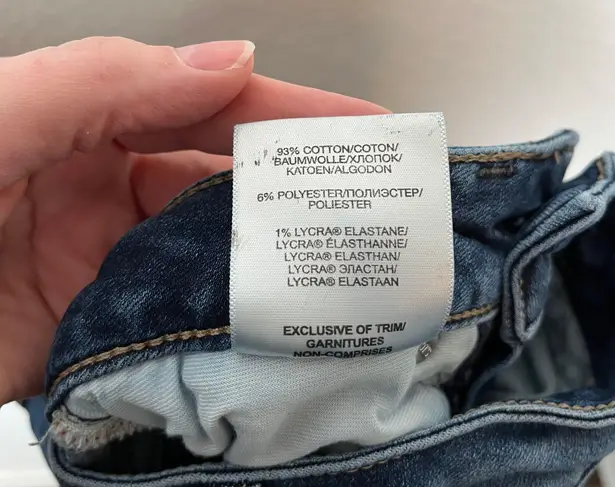 93% COTTON/COTON/
BAUMWOLLE/ХЛОПОК/
KATOEN/ALGODON
6% POLYESTER/ПОЛИЭСТЕР/
POLIESTER
1% LYCRA® ELASTANE/
LYCRA® ÉLASTHANNE/
LYCRA® ELASTHAN/
LYCRA® ЭЛАСТАН/
LYCRA® ELASTAAN
EXCLUSIVE OF TRIM/
GARNITURES
NON-COMPRISES